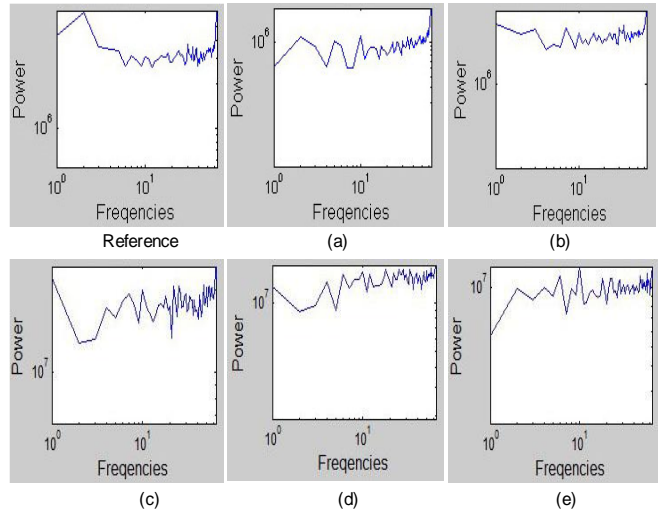 Power
10^6
10^0
10^1
Freqencies
Reference
Power
10^6
10^0
10^1
Freqencies
(a)
Power
10^6
10^0
10^1
Freqencies
(b)
Power
10^7
10^0
10^1
Freqencies
(c)
Power
10^7
10^0
10^1
Freqencies
(d)
Power
10^7
10^0
10^1
Freqencies
(e)